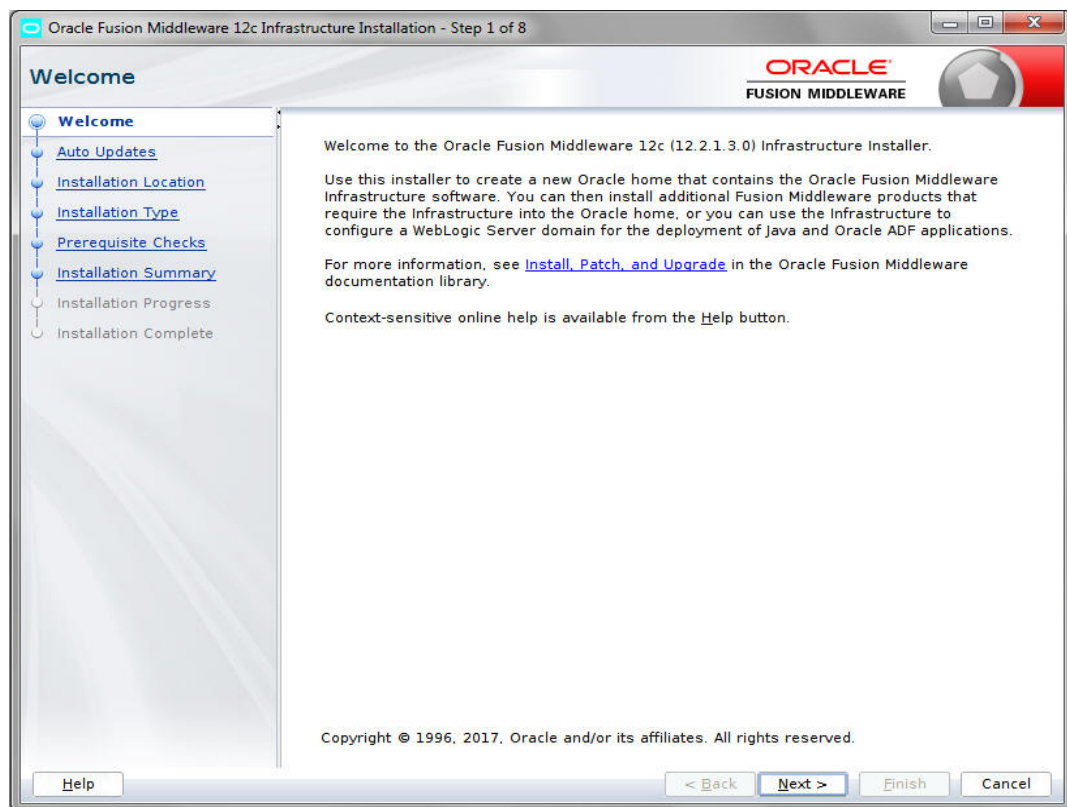 Oracle Fusion Middleware 12c Infrastructure Installation - Step 1 of 8
Welcome
ORACLE®
FUSION MIDDLEWARE
Welcome
Auto Updates
Installation Location
Installation Type
Prerequisite Checks
Installation Summary
Installation Progress
Installation Complete
Welcome to the Oracle Fusion Middleware 12c (12.2.1.3.0) Infrastructure Installer.
Use this installer to create a new Oracle home that contains the Oracle Fusion Middleware
Infrastructure software. You can then install additional Fusion Middleware products that
require the Infrastructure into the Oracle home, or you can use the Infrastructure to
configure a WebLogic Server domain for the deployment of Java and Oracle ADF applications.
For more information, see Install, Patch, and Upgrade in the Oracle Fusion Middleware
documentation library.
Context-sensitive online help is available from the Help button.
Copyright © 1996, 2017, Oracle and/or its affiliates. All rights reserved.
Help
< Back
Next >
Finish
Cancel